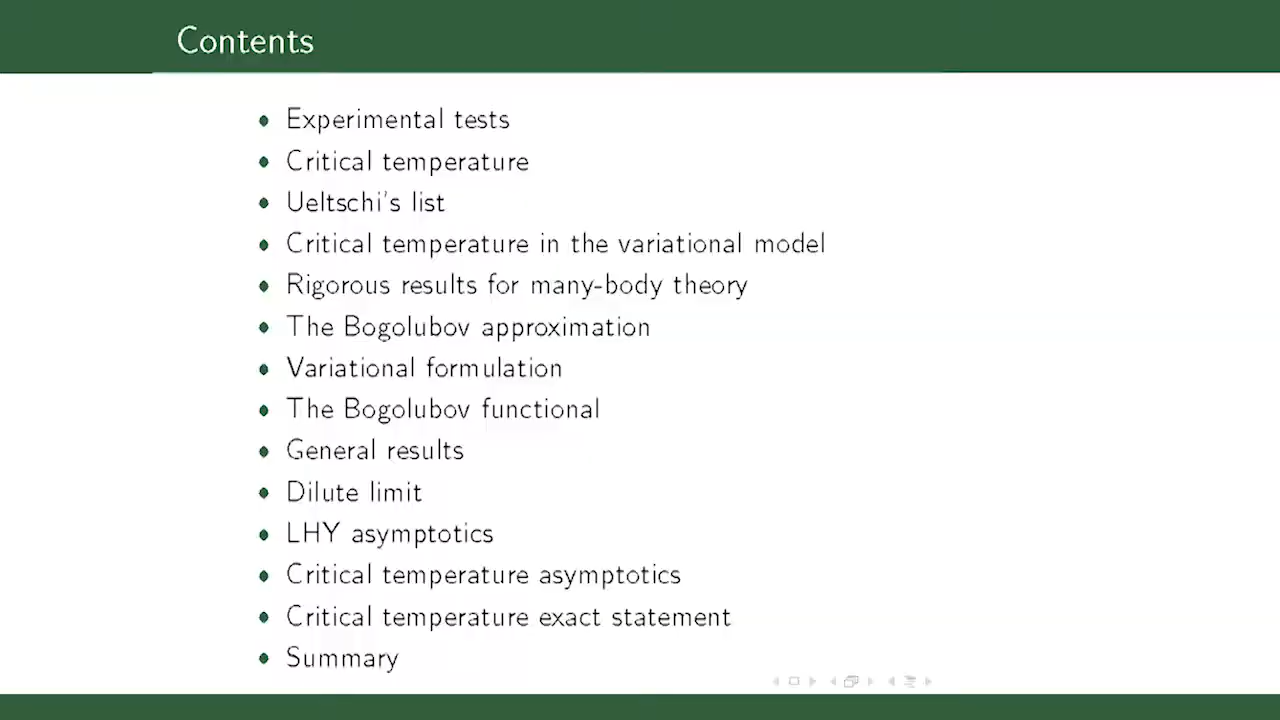 Contents
• Experimental tests
• Critical temperature
• Ueltschi's list
• Critical temperature in the variational model
• Rigorous results for many-body theory
• The Bogolubov approximation
• Variational formulation
• The Bogolubov functional
• General results
• Dilute limit
• LHY asymptotics
• Critical temperature asymptotics
• Critical temperature exact statement
• Summary